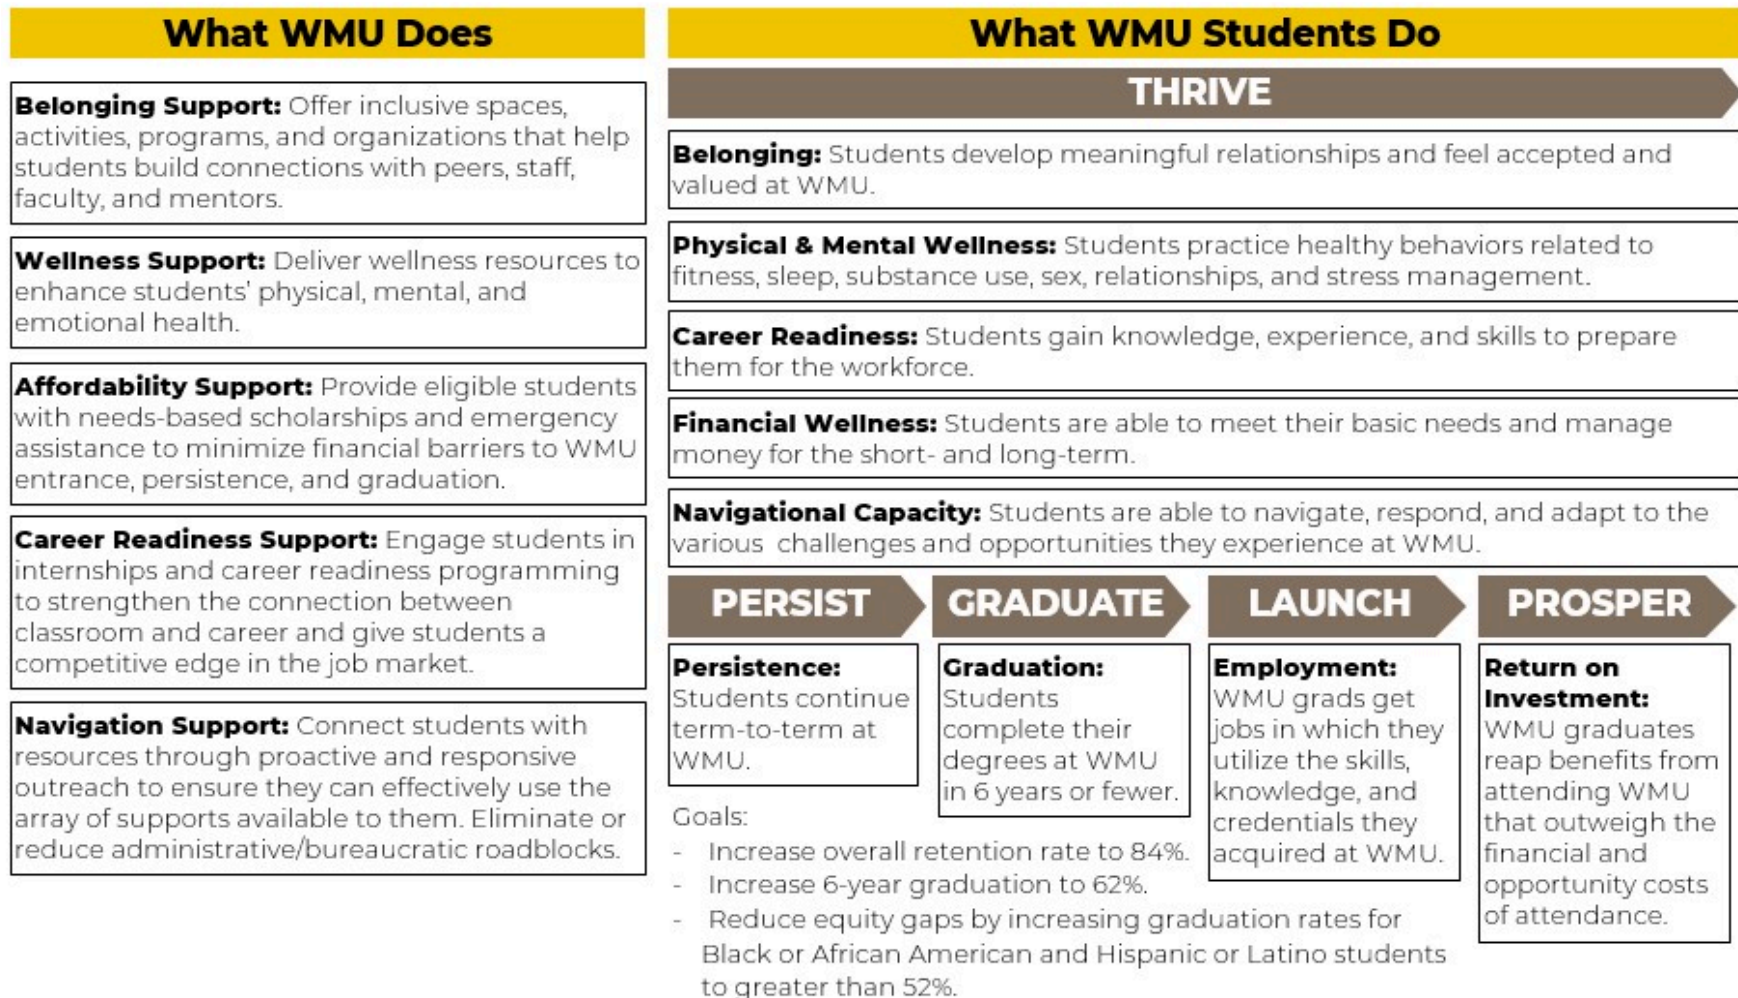 What WMU Does
Belonging Support: Offer inclusive spaces,
activities, programs, and organizations that help
students build connections with peers, staff,
faculty, and mentors.
Wellness Support: Deliver wellness resources to
enhance students' physical, mental, and
emotional health.
Affordability Support: Provide eligible students
with needs-based scholarships and emergency
assistance to minimize financial barriers to WMU
entrance, persistence, and graduation.
Career Readiness Support: Engage students in
internships and career readiness programming
to strengthen the connection between
classroom and career and give students a
competitive edge in the job market.
Navigation Support: Connect students with
resources through proactive and responsive
outreach to ensure they can effectively use the
array of supports available to them. Eliminate or
reduce administrative/bureaucratic roadblocks.
What WMU Students Do
THRIVE
Belonging: Students develop meaningful relationships and feel accepted and
valued at WMU.
Physical & Mental Wellness: Students practice healthy behaviors related to
fitness, sleep, substance use, sex, relationships, and stress management.
Career Readiness: Students gain knowledge, experience, and skills to prepare
them for the workforce.
Financial Wellness: Students are able to meet their basic needs and manage
money for the short- and long-term.
Navigational Capacity: Students are able to navigate, respond, and adapt to the
various challenges and opportunities they experience at WMU.
PERSIST
Persistence:
Students continue
term-to-term at
WMU.
GRADUATE
Graduation:
Students
complete their
degrees at WMU
in 6 years or fewer.
LAUNCH
Employment:
WMU grads get
jobs in which they
utilize the skills,
knowledge, and
credentials they
acquired at WMU.
PROSPER
Return on
Investment:
WMU graduates
reap benefits from
attending WMU
that outweigh the
financial and
opportunity costs
of attendance.
Goals:
- Increase overall retention rate to 84%.
- Increase 6-year graduation to 62%.
- Reduce equity gaps by increasing graduation rates for
Black or African American and Hispanic or Latino students
to greater than 52%.